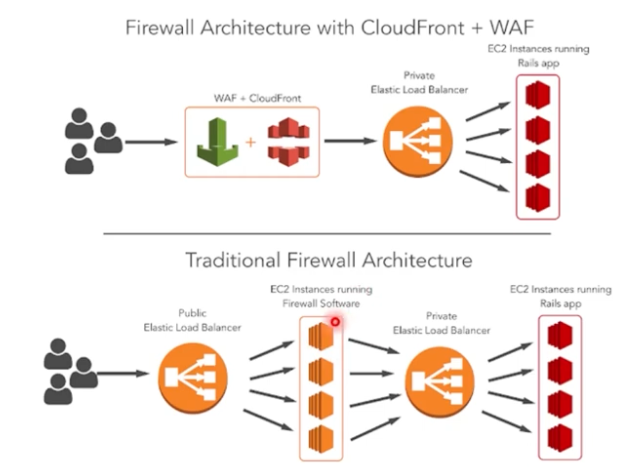 Firewall Architecture with CloudFront + WAF
EC2 Instances running
Rails app
Private
Elastic Load Balancer
WAF + CloudFront
+
Traditional Firewall Architecture
EC2 Instances running
Firewall Software
EC2 Instances running
Rails app
Public
Elastic Load Balancer
Private
Elastic Load Balancer